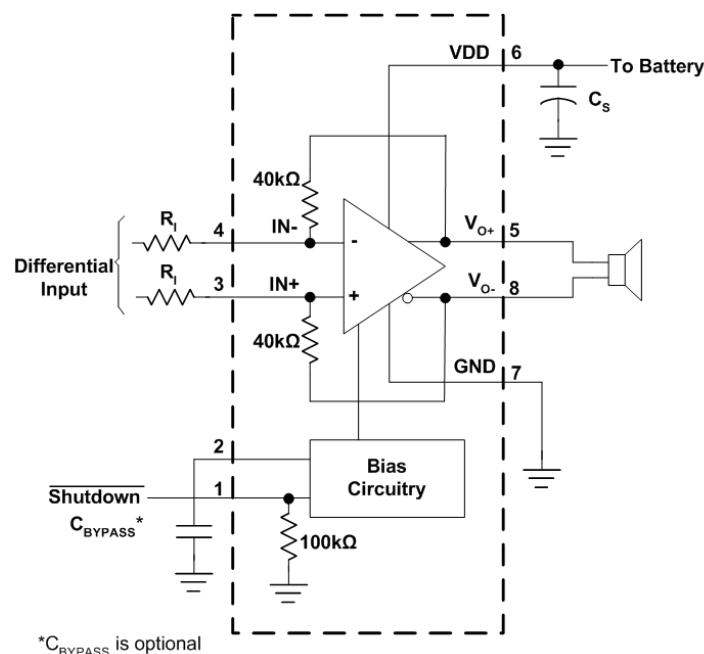 VDD 6
To Battery
C_S
40kΩ
R_I 4 IN-
-
V_O+ 5
Differential
Input
R_I 3 IN+
+
V_O- 8
40kΩ
GND 7
2
Bias
Circuitry
Shutdown 1
C_BYPASS*
100kΩ
*C_BYPASS is optional